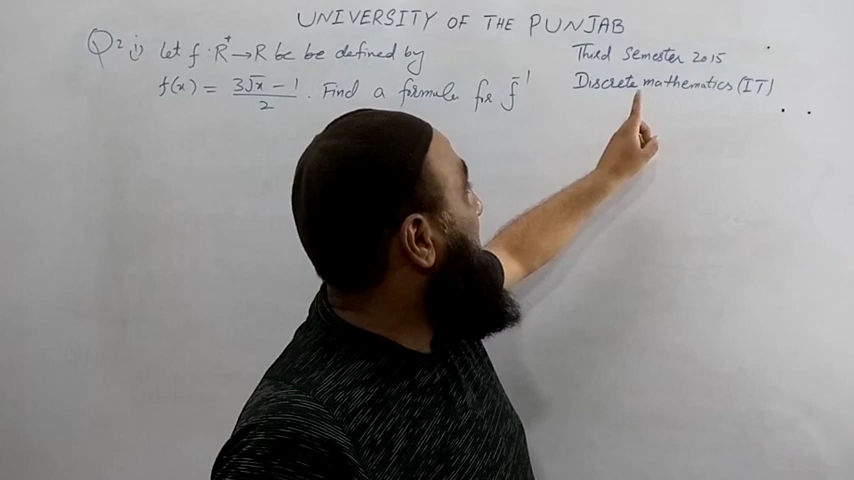 UNIVERSITY OF THE PUNJAB
Q2 i) Let f : R⁺ → R be be defined by
f(x) = (3√x − 1)/2 . Find a formula for f⁻¹
Third Semester 2015
Discrete mathematics (IT)